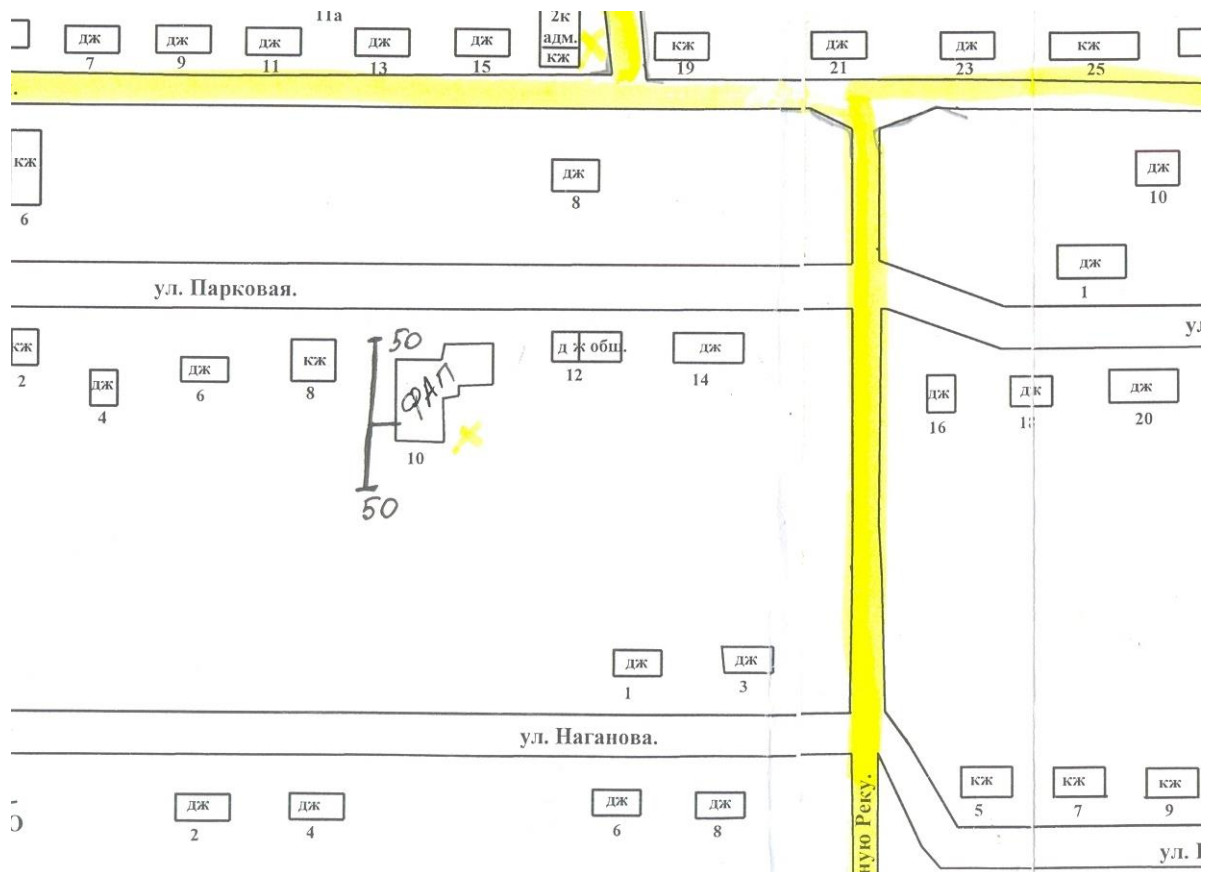 11а
2к
адм.
кж
дж
7
дж
9
дж
11
дж
13
дж
15
кж
19
дж
21
дж
23
кж
25
кж
6
дж
8
дж
10
дж
1
ул. Парковая.
кж
2
дж
4
дж
6
кж
8
50
ФАП
10
50
д ж общ.
12
дж
14
дж
16
дж
18
дж
20
дж
1
дж
3
ул. Наганова.
дж
2
дж
4
дж
6
дж
8
кж
5
кж
7
кж
9
ную Реку.
ул.